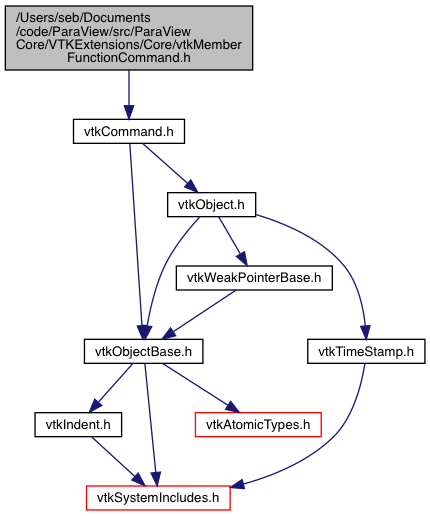 /Users/seb/Documents
/code/ParaView/src/ParaView
Core/VTKExtensions/Core/vtkMember
FunctionCommand.h
vtkCommand.h
vtkObject.h
vtkWeakPointerBase.h
vtkObjectBase.h
vtkTimeStamp.h
vtkIndent.h
vtkAtomicTypes.h
vtkSystemIncludes.h